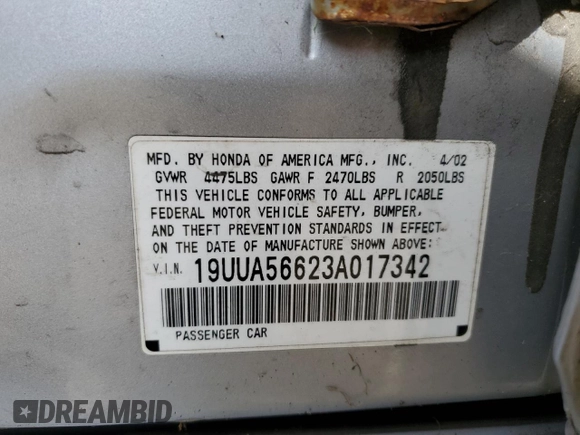 MFD. BY HONDA OF AMERICA MFG., INC. 4/02
GVWR 4475LBS GAWR F 2470LBS R 2050LBS
THIS VEHICLE CONFORMS TO ALL APPLICABLE
FEDERAL MOTOR VEHICLE SAFETY, BUMPER,
AND THEFT PREVENTION STANDARDS IN EFFECT
ON THE DATE OF MANUFACTURE SHOWN ABOVE:
V.I.N. 19UUA56623A017342
PASSENGER CAR
DREAMBID